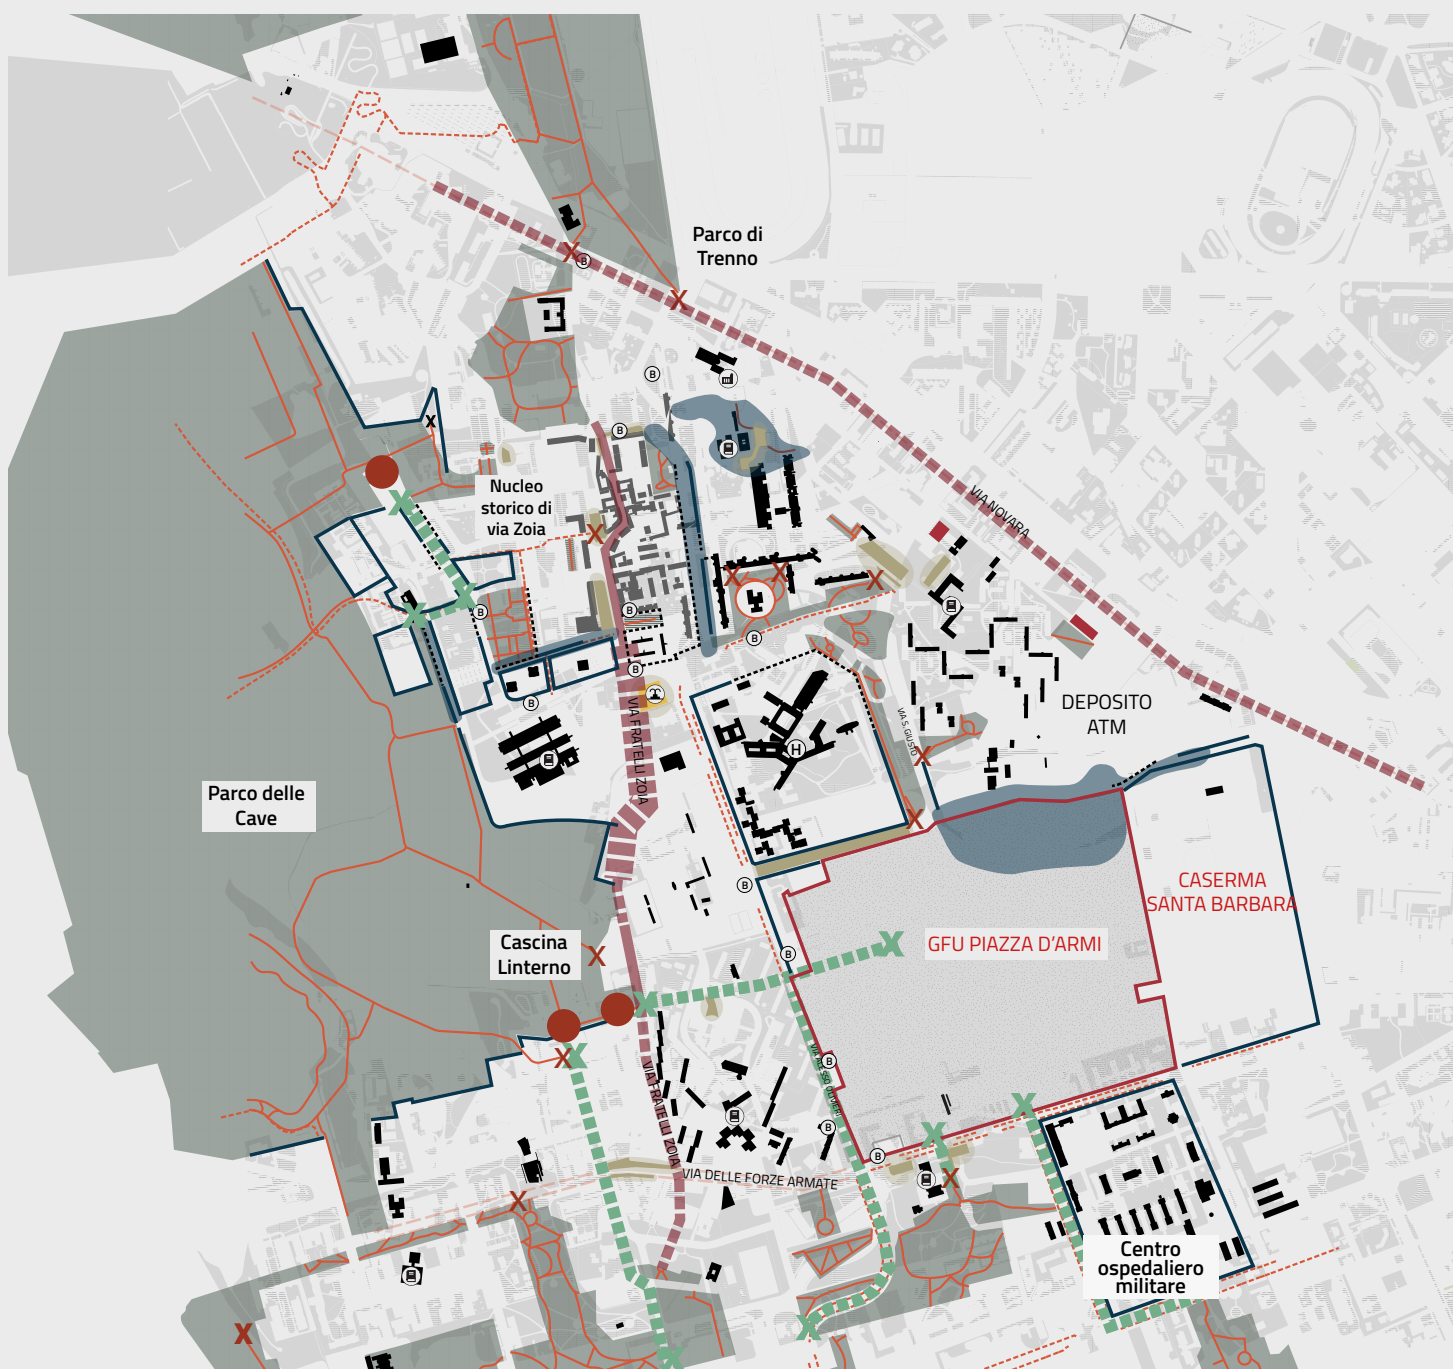 Parco di
Trenno
Nucleo
storico di
via Zoia
VIA NOVARA
DEPOSITO
ATM
VIA S.GIUSTO
VIA FRATELLI ZOIA
Parco delle
Cave
CASERMA
SANTA BARBARA
GFU PIAZZA D'ARMI
Cascina
Linterno
VIA FRATELLI ZOIA
VIA DELLE FORZE ARMATE
Centro
ospedaliero
militare
H
B
B
B
B
B
B
B
B
B
B
B
B
B